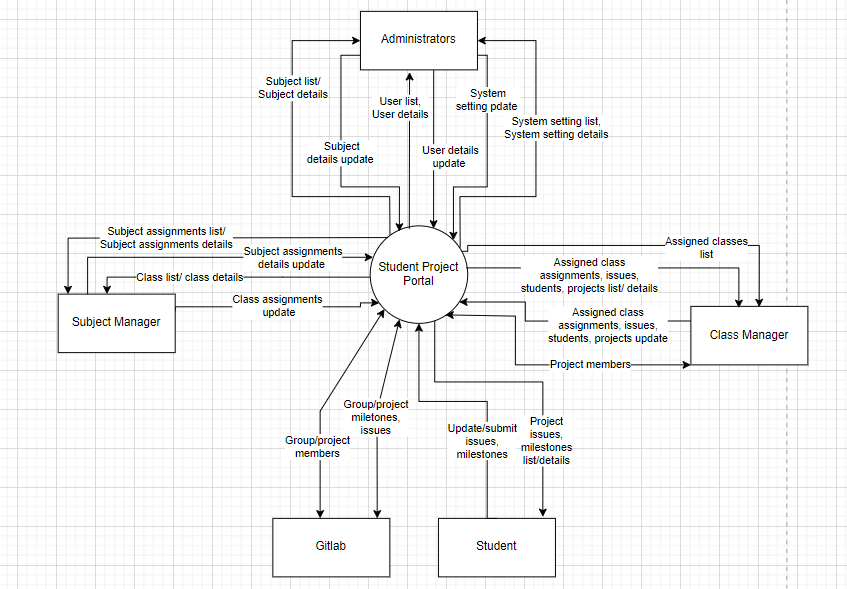 Administrators
Subject list/
Subject details
User list,
User details
System
setting pdate
System setting list,
System setting details
Subject
details update
User details
update
Subject assignments list/
Subject assignments details
Subject assignments
details update
Class list/ class details
Class assignments
update
Subject Manager
Student Project
Portal
Assigned classes
list
Assigned class
assignments, issues,
students, projects list/ details
Assigned class
assignments, issues,
students, projects update
Class Manager
Project members
Group/project
miletones,
issues
Group/project
members
Update/submit
issues,
milestones
Project
issues,
milestones
list/details
Gitlab
Student